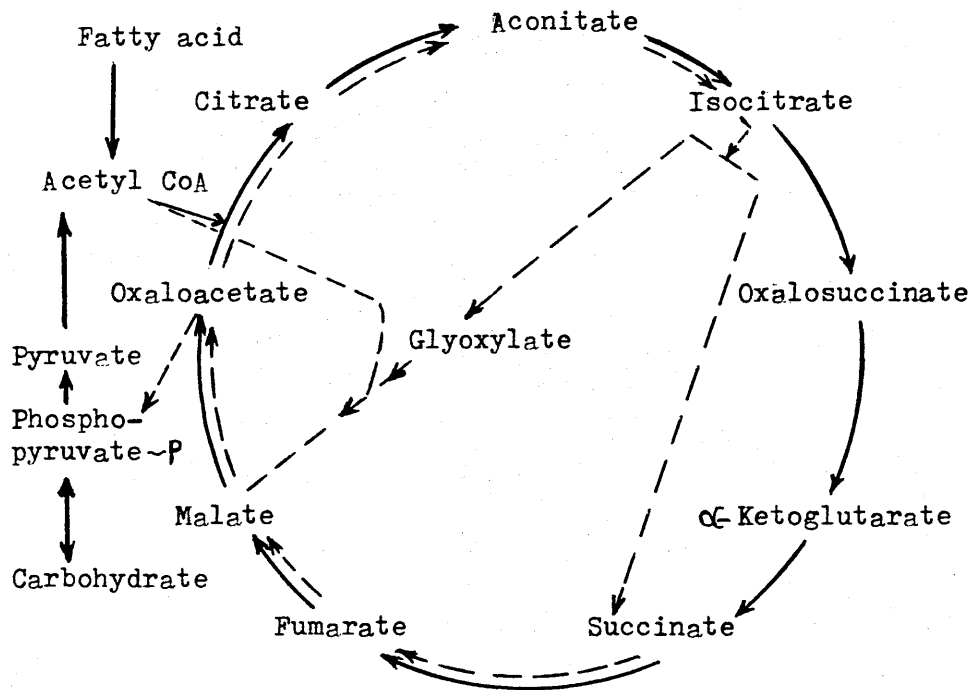 Aconitate
Fatty acid
Citrate
Isocitrate
Acetyl CoA
Oxaloacetate
Oxalosuccinate
Glyoxylate
Pyruvate
Phospho-
pyruvate~P
Malate
α-Ketoglutarate
Carbohydrate
Fumarate
Succinate